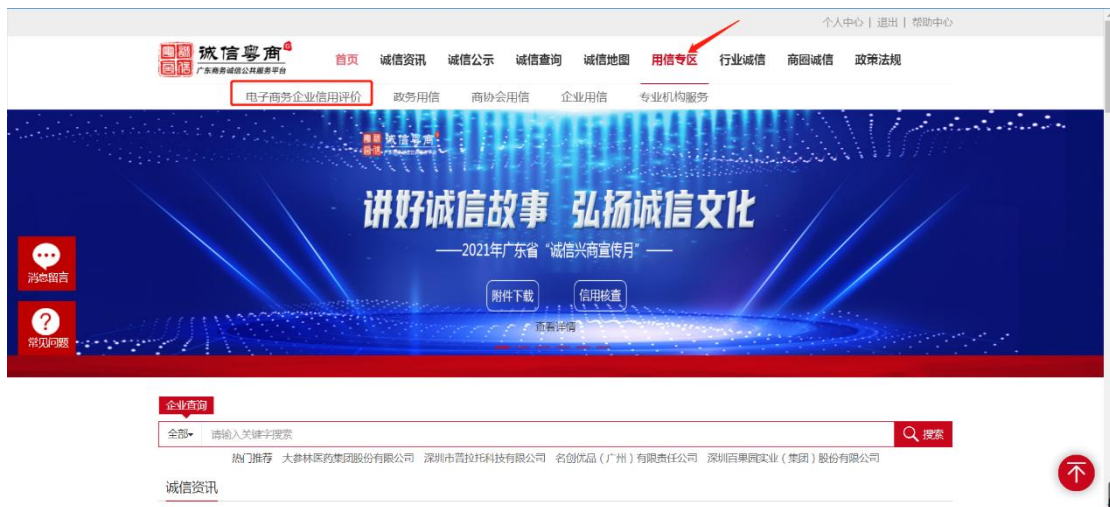 个人中心 | 退出 | 帮助中心
诚信粤商
广东商务诚信公共服务平台
首页 诚信资讯 诚信公示 诚信查询 诚信地图 用信专区 行业诚信 商圈诚信 政策法规
电子商务企业信用评价 政务用信 商协会用信 企业用信 专业机构服务
诚信粤商
讲好诚信故事 弘扬诚信文化
——2021年广东省“诚信兴商宣传月”——
附件下载 信用核查
查看详情
消息留言
常见问题
企业查询
全部 请输入关键字搜索 搜索
热门推荐 大参林医药集团股份有限公司 深圳市普拉托科技有限公司 名创优品（广州）有限责任公司 深圳百果园实业（集团）股份有限公司
诚信资讯